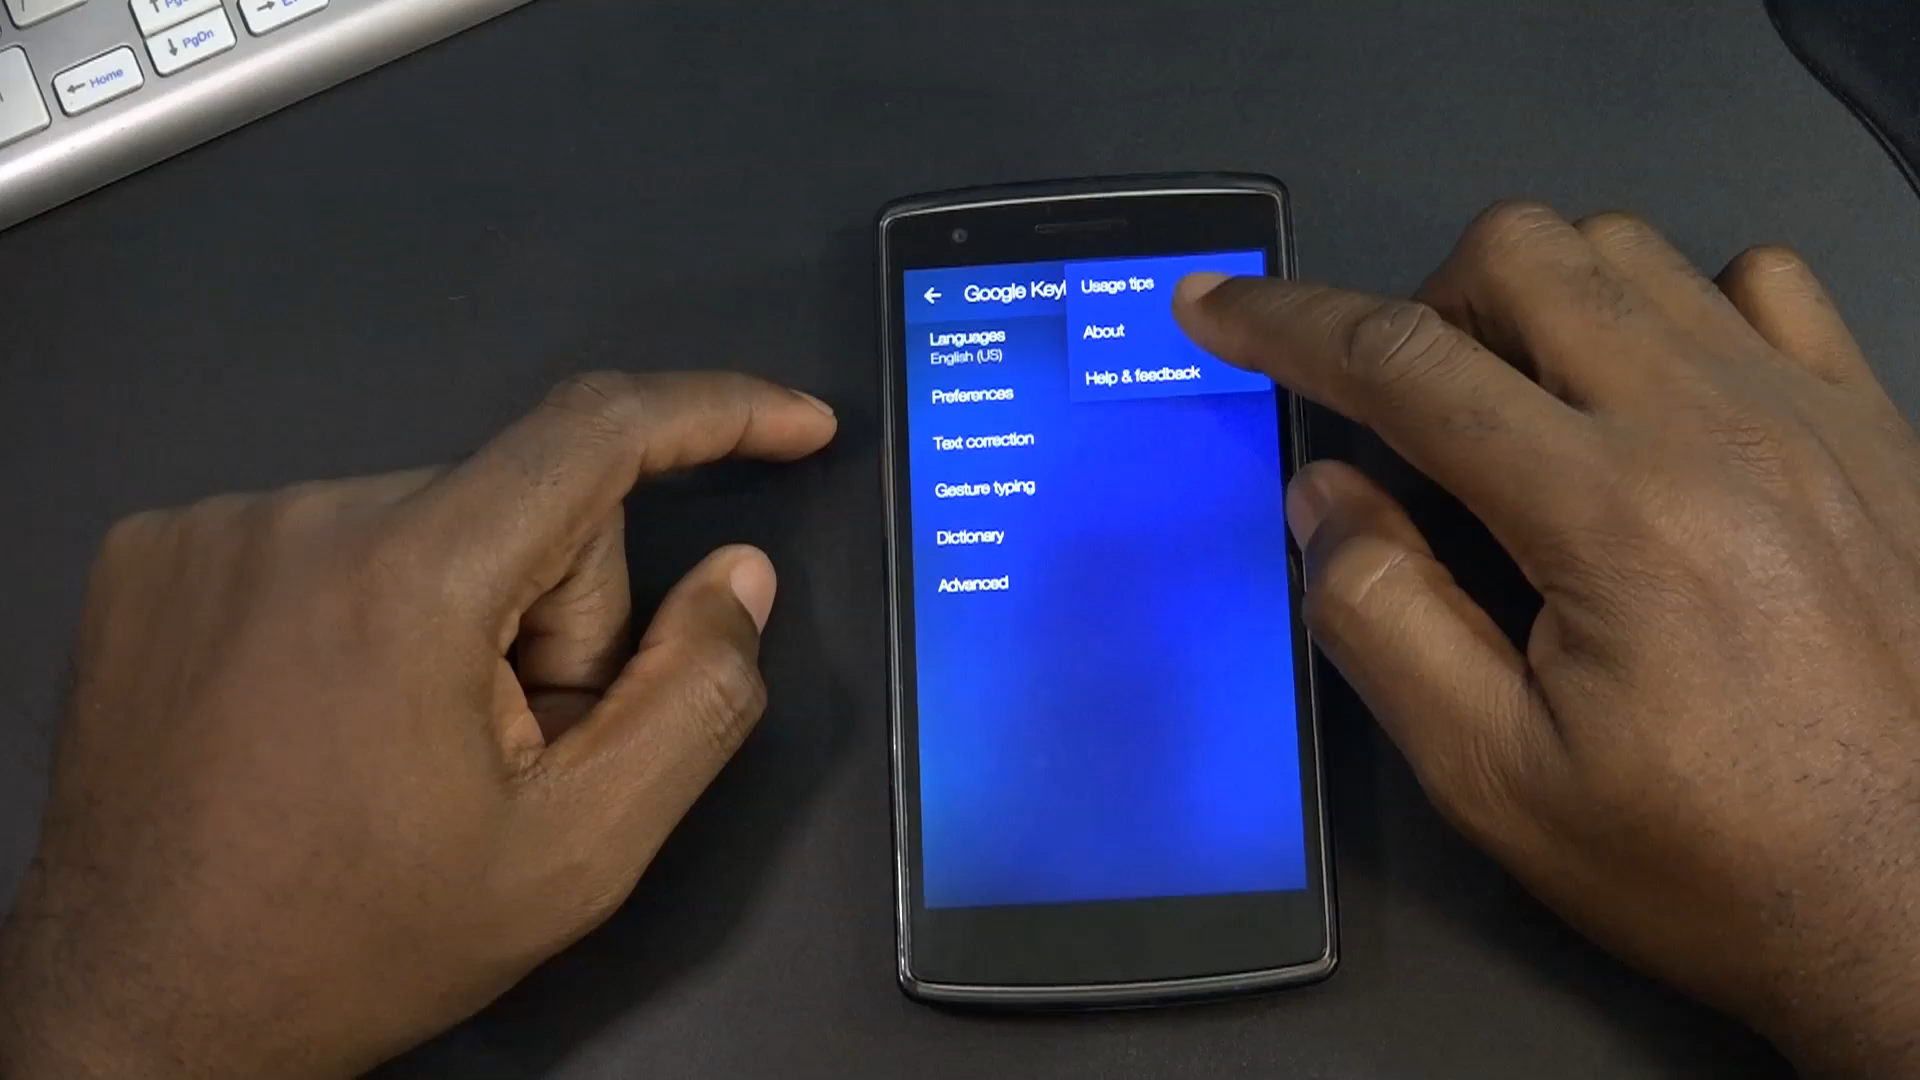 PgDn
Home
Google Key
Usage tips
About
Help & feedback
Languages
English (US)
Preferences
Text correction
Gesture typing
Dictionary
Advanced